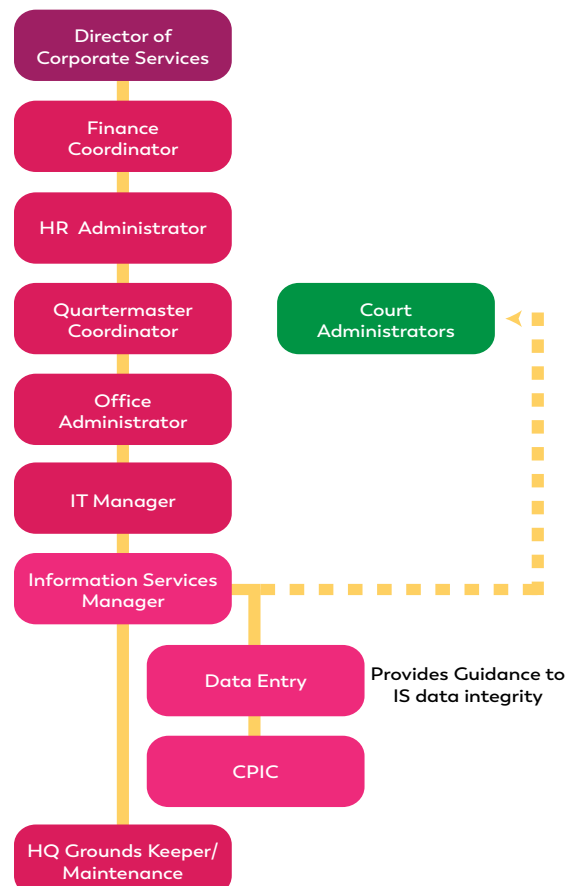 Director of
Corporate Services
Finance
Coordinator
HR Administrator
Quartermaster
Coordinator
Court
Administrators
Office
Administrator
IT Manager
Information Services
Manager
Data Entry
Provides Guidance to
IS data integrity
CPIC
HQ Grounds Keeper/
Maintenance